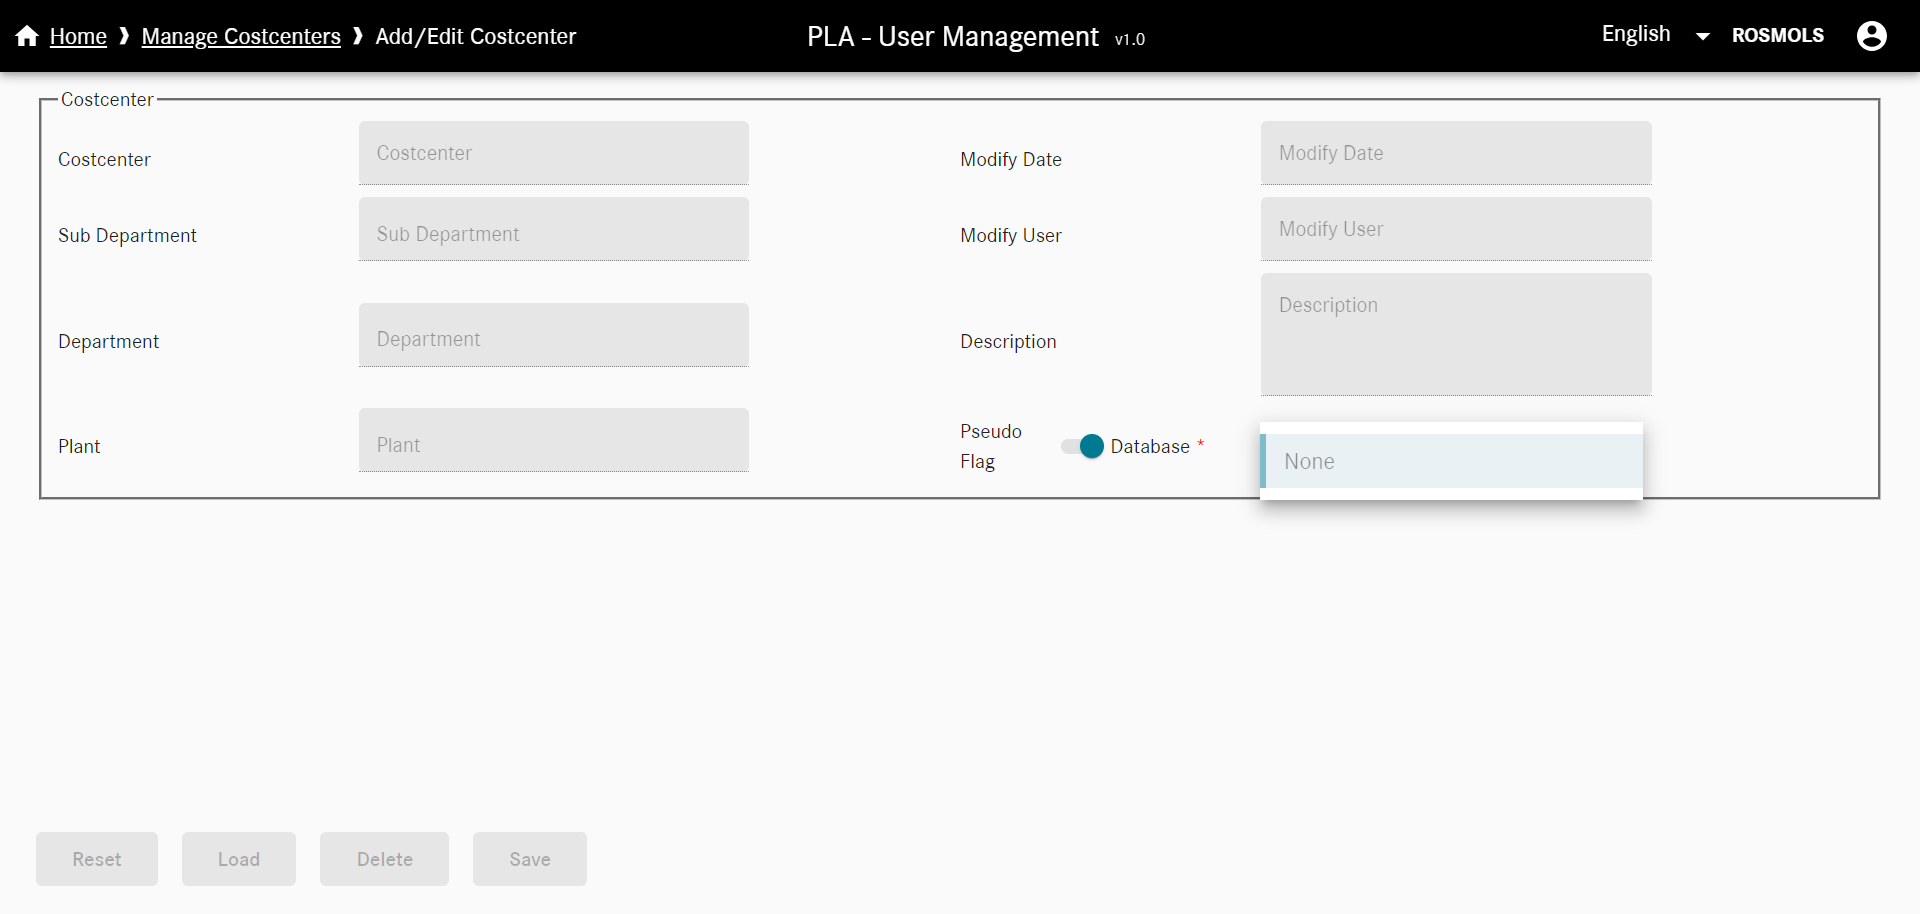 Home ❱ Manage Costcenters ❱ Add/Edit Costcenter
PLA - User Management v1.0
English
ROSMOLS
Costcenter
Costcenter
Costcenter
Modify Date
Modify Date
Sub Department
Sub Department
Modify User
Modify User
Department
Department
Description
Description
Plant
Plant
Pseudo
Flag
Database *
None
Reset
Load
Delete
Save